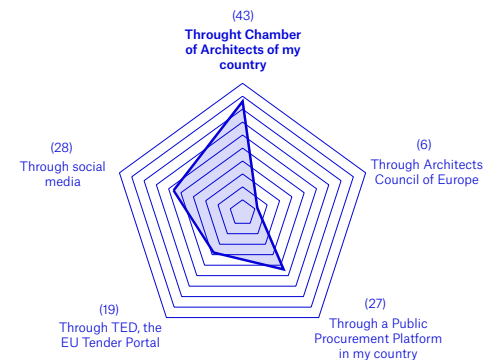 (43)
Throught Chamber
of Architects of my
country
(6)
Through Architects
Council of Europe
(28)
Through social
media
(19)
Through TED, the
EU Tender Portal
(27)
Through a Public
Procurement Platform
in my country